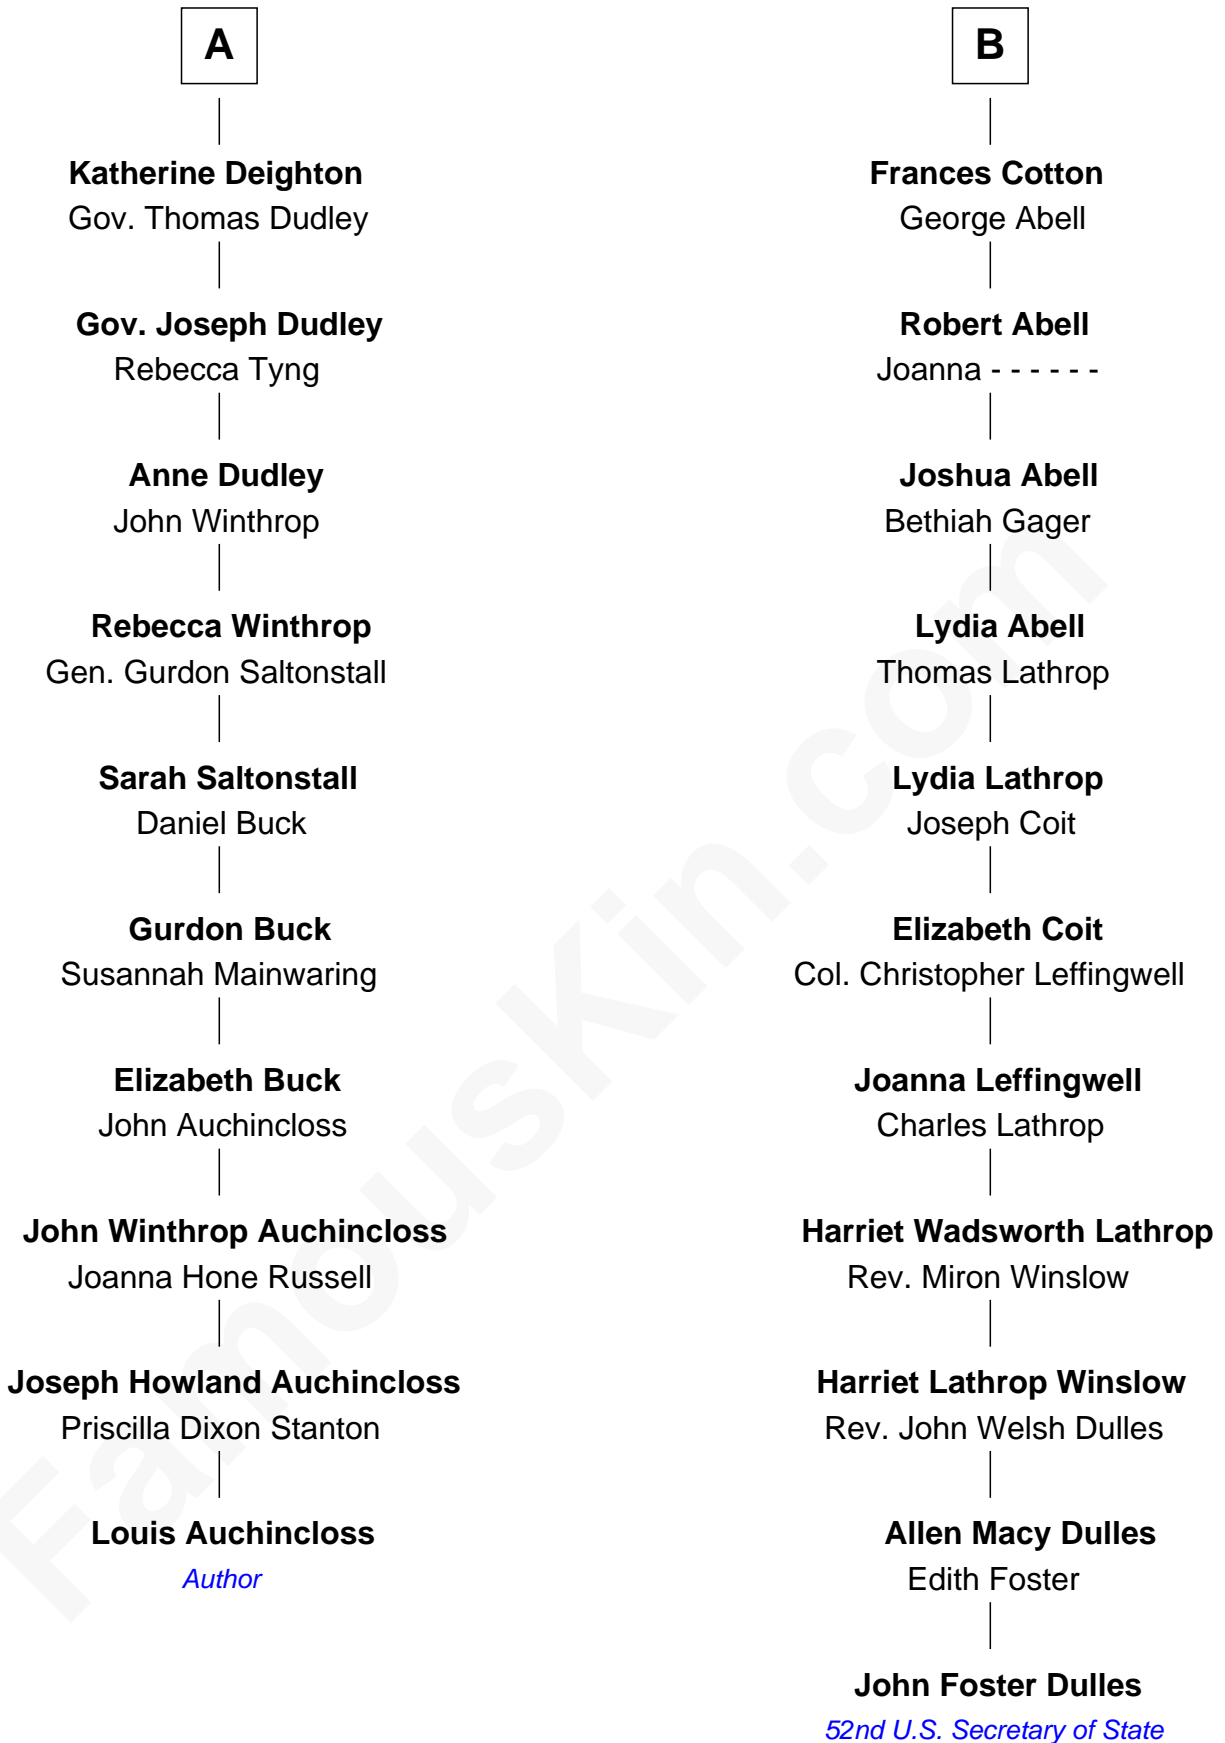 A
Katherine Deighton
Gov. Thomas Dudley
Gov. Joseph Dudley
Rebecca Tyng
Anne Dudley
John Winthrop
Rebecca Winthrop
Gen. Gurdon Saltonstall
Sarah Saltonstall
Daniel Buck
Gurdon Buck
Susannah Mainwaring
Elizabeth Buck
John Auchincloss
John Winthrop Auchincloss
Joanna Hone Russell
Joseph Howland Auchincloss
Priscilla Dixon Stanton
Louis Auchincloss
Author
B
Frances Cotton
George Abell
Robert Abell
Joanna - - - - - -
Joshua Abell
Bethiah Gager
Lydia Abell
Thomas Lathrop
Lydia Lathrop
Joseph Coit
Elizabeth Coit
Col. Christopher Leffingwell
Joanna Leffingwell
Charles Lathrop
Harriet Wadsworth Lathrop
Rev. Miron Winslow
Harriet Lathrop Winslow
Rev. John Welsh Dulles
Allen Macy Dulles
Edith Foster
John Foster Dulles
52nd U.S. Secretary of State
FamousKin.com